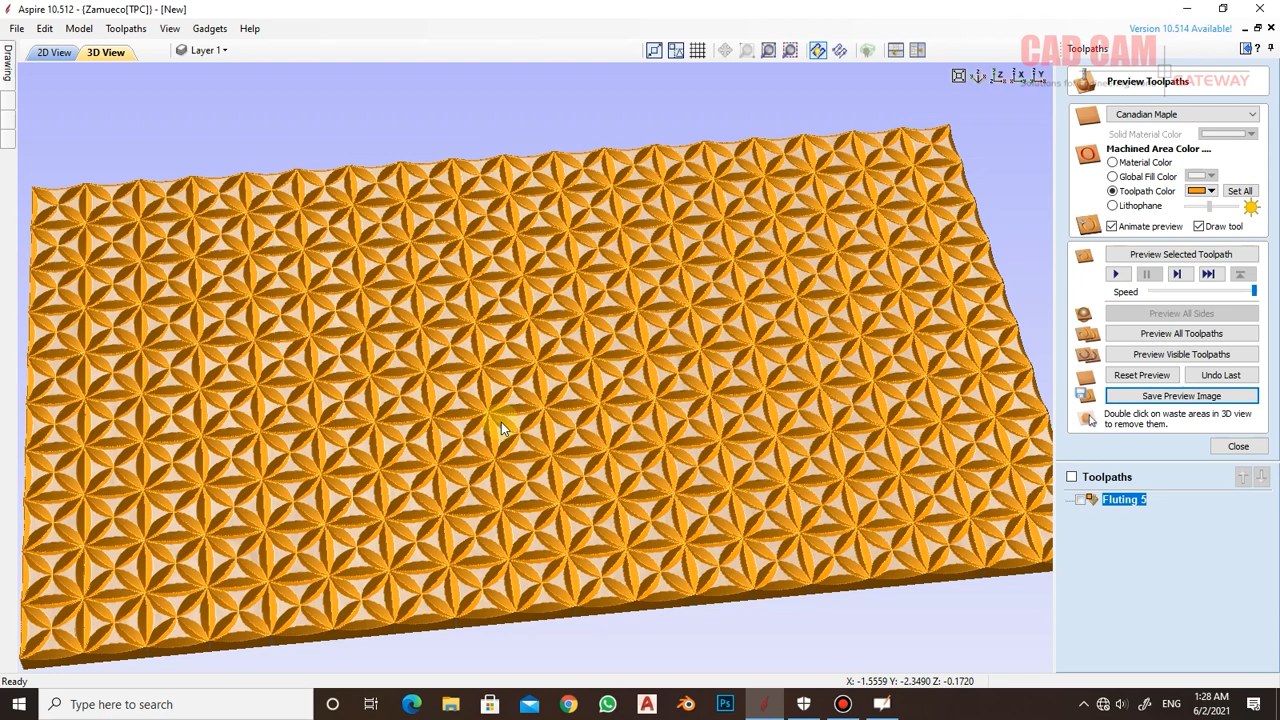 Aspire 10.512 - {Zamueco[TPC]} - [New]
File Edit Model Toolpaths View Gadgets Help
Version 10.514 Available!
2D View 3D View Layer 1
CAD CAM
GATEWAY
Drawing
Toolpaths
Preview Toolpaths
Canadian Maple
Solid Material Color
Machined Area Color ....
Material Color
Global Fill Color
Toolpath Color Set All
Lithophane
Animate preview Draw tool
Preview Selected Toolpath
Speed
Preview All Sides
Preview All Toolpaths
Preview Visible Toolpaths
Reset Preview Undo Last
Save Preview Image
Double click on waste areas in 3D view
to remove them.
Close
Toolpaths
Fluting 5
Ready
X: -1.5559 Y: -2.3490 Z: -0.1720
Type here to search
ENG
1:28 AM
6/2/2021